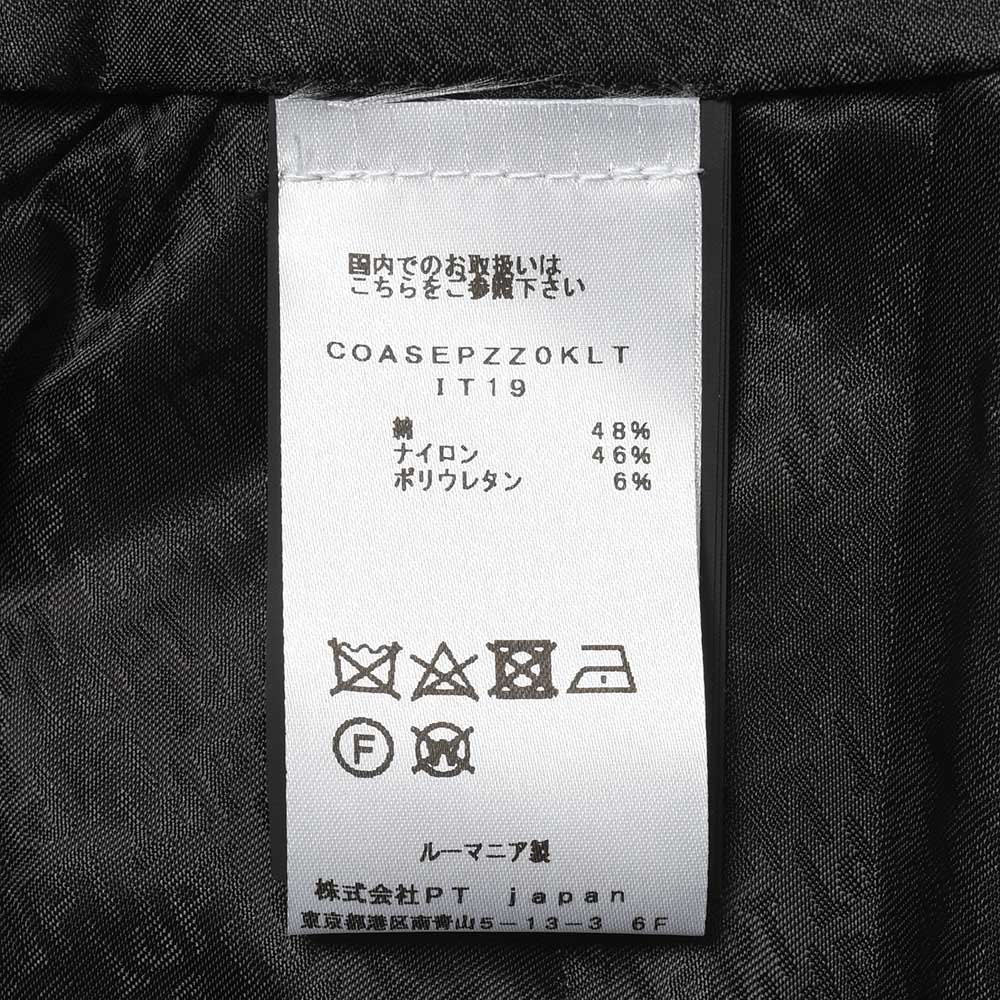 国内でのお取扱いは
こちらをご参照下さい
COASEPZZ0KLT
IT19
綿 48%
ナイロン 46%
ポリウレタン 6%
F W
ルーマニア製
株式会社PT japan
東京都港区南青山5-13-3 6F